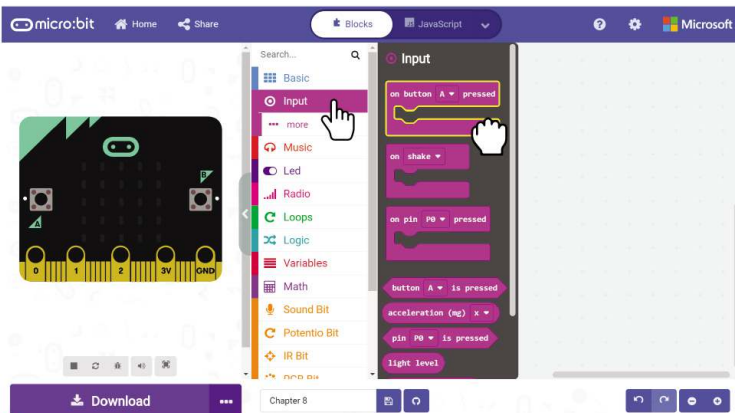 micro:bit Home Share Blocks JavaScript Microsoft
Search...
Basic
Input
more
Music
Led
Radio
Loops
Logic
Variables
Math
Sound Bit
Potentio Bit
IR Bit
Input
on button A pressed
on shake
on pin P0 pressed
button A is pressed
acceleration (mg) x
pin P0 is pressed
light level
B
A
0 1 2 3V GND
Download
Chapter 8